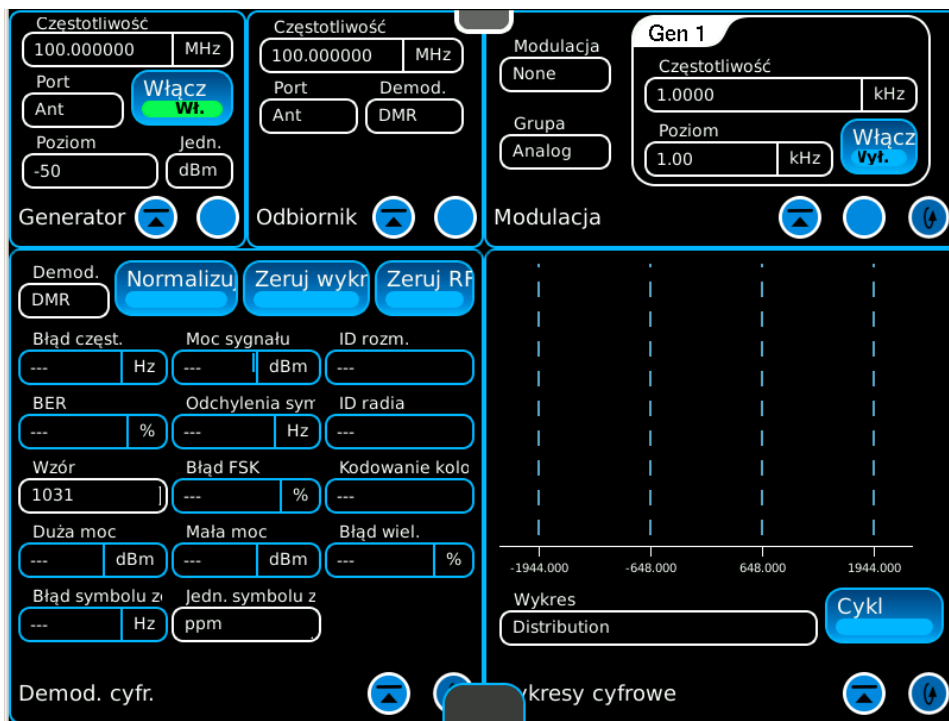 Częstotliwość
100.000000 MHz
Port
Ant
Włącz
Wł.
Poziom Jedn.
-50 dBm
Generator
Częstotliwość
100.000000 MHz
Port Demod.
Ant DMR
Odbiornik
Modulacja
None
Grupa
Analog
Gen 1
Częstotliwość
1.0000 kHz
Poziom
1.00 kHz
Włącz
Wył.
Modulacja
Demod.
DMR
Normalizuj
Zeruj wykr
Zeruj RF
Błąd częst. Moc sygnału ID rozm.
--- Hz --- dBm ---
BER Odchylenia sym ID radia
--- % --- Hz ---
Wzór Błąd FSK Kodowanie kolo
1031 --- % ---
Duża moc Mała moc Błąd wiel.
--- dBm --- dBm --- %
Błąd symbolu ze Jedn. symbolu z
--- Hz ppm
Demod. cyfr.
-1944.000 -648.000 648.000 1944.000
Wykres
Distribution
Cykl
ykresy cyfrowe